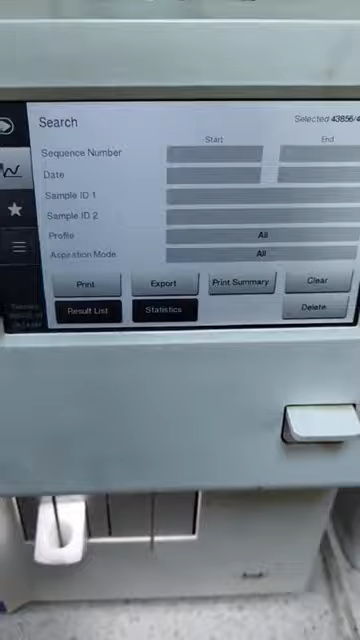 Search
Selected 43856/4
Start End
Sequence Number
Date
Sample ID 1
Sample ID 2
Profile All
Aspiration Mode All
Print Export Print Summary Clear
Result List Statistics Delete